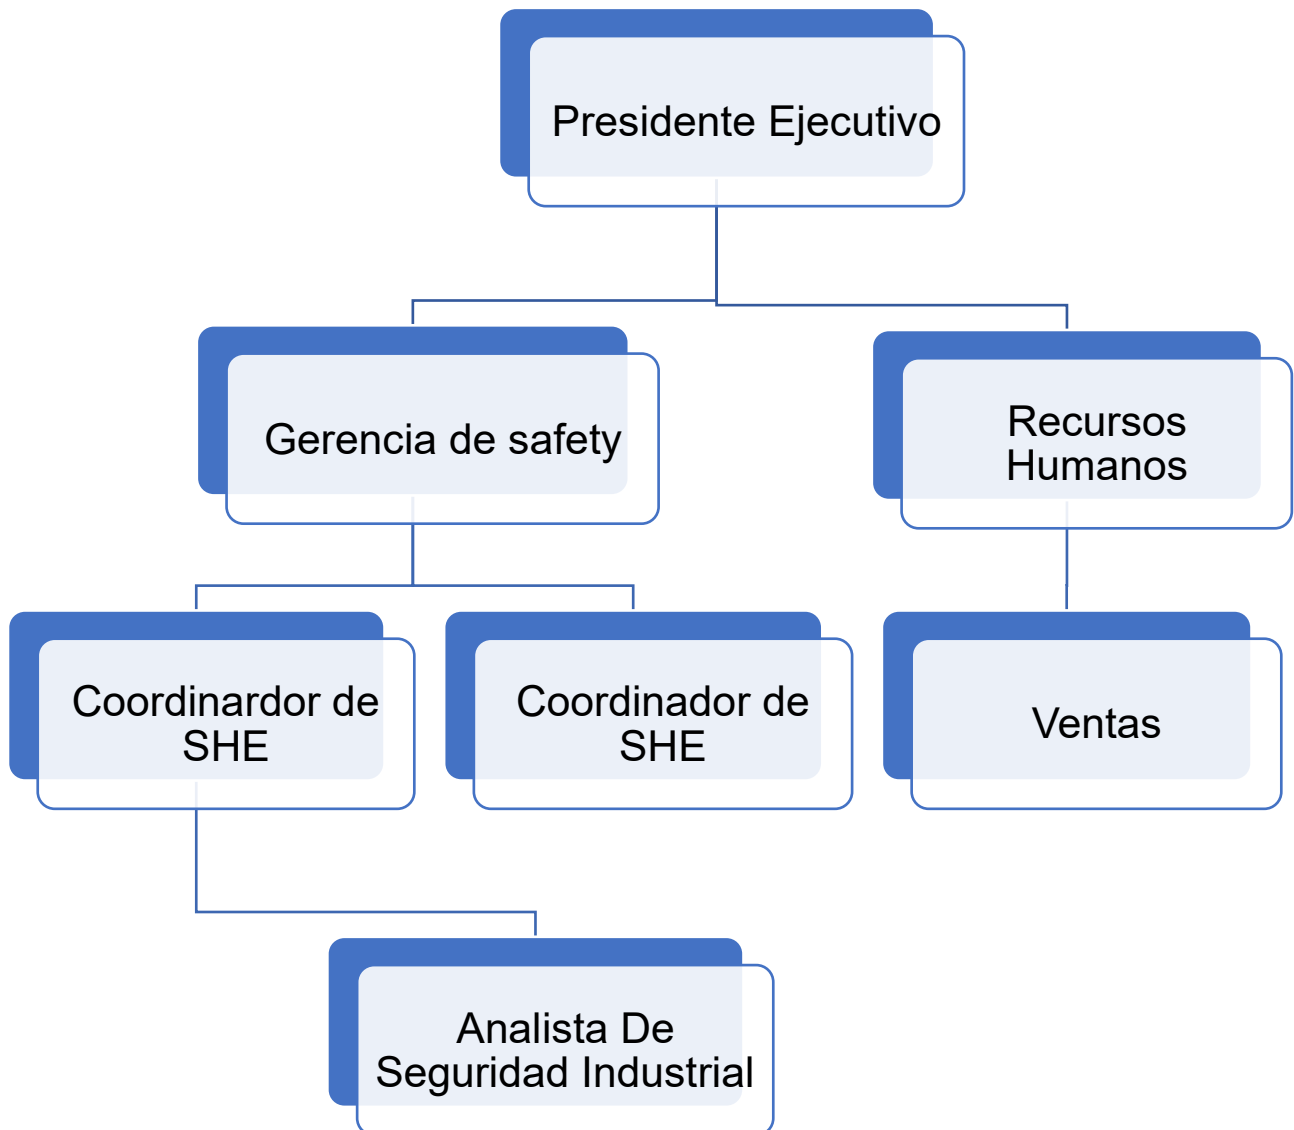 Presidente Ejecutivo
Gerencia de safety
Recursos
Humanos
Coordinardor de
SHE
Coordinador de
SHE
Ventas
Analista De
Seguridad Industrial